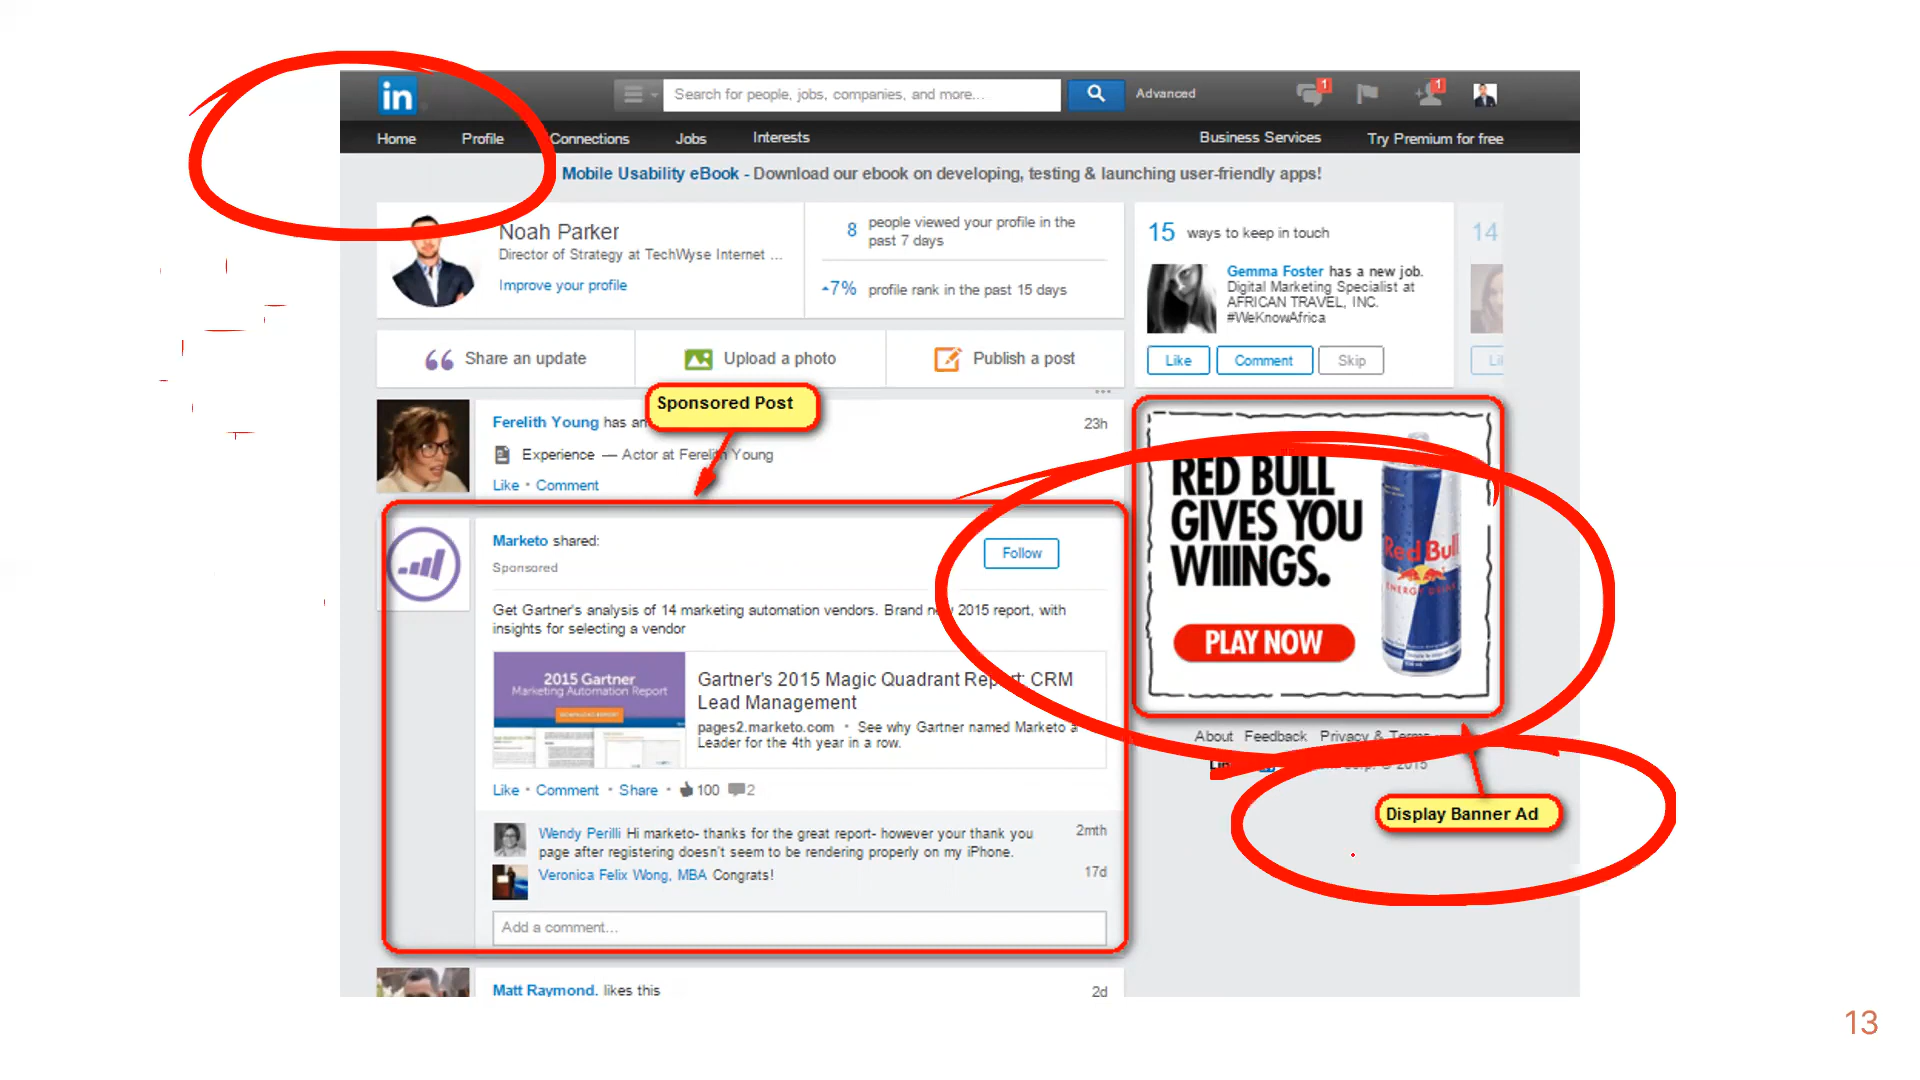 in
Search for people, jobs, companies, and more...
Advanced
1
1
Home
Profile
Connections
Jobs
Interests
Business Services
Try Premium for free
Mobile Usability eBook - Download our ebook on developing, testing & launching user-friendly apps!
Noah Parker
Director of Strategy at TechWyse Internet ...
Improve your profile
8 people viewed your profile in the
past 7 days
7% profile rank in the past 15 days
15 ways to keep in touch
14
Gemma Foster has a new job.
Digital Marketing Specialist at
AFRICAN TRAVEL, INC.
#WeKnowAfrica
Like
Comment
Skip
Share an update
Upload a photo
Publish a post
Sponsored Post
Ferelith Young has an
23h
Experience — Actor at Ferelith Young
Like • Comment
Marketo shared:
Sponsored
Follow
Get Gartner's analysis of 14 marketing automation vendors. Brand new 2015 report, with
insights for selecting a vendor
2015 Gartner
Marketing Automation Report
DOWNLOAD REPORT
Gartner's 2015 Magic Quadrant Report: CRM
Lead Management
pages2.marketo.com • See why Gartner named Marketo a
Leader for the 4th year in a row.
Like • Comment • Share • 100 2
Wendy Perilli Hi marketo- thanks for the great report- however your thank you
page after registering doesn't seem to be rendering properly on my iPhone.
2mth
Veronica Felix Wong, MBA Congrats!
17d
Add a comment...
Matt Raymond. likes this
2d
RED BULL
GIVES YOU
WIIINGS.
PLAY NOW
Red Bull
ENERGY DRINK
About Feedback Privacy & Terms
Corp. © 2015
Display Banner Ad
13